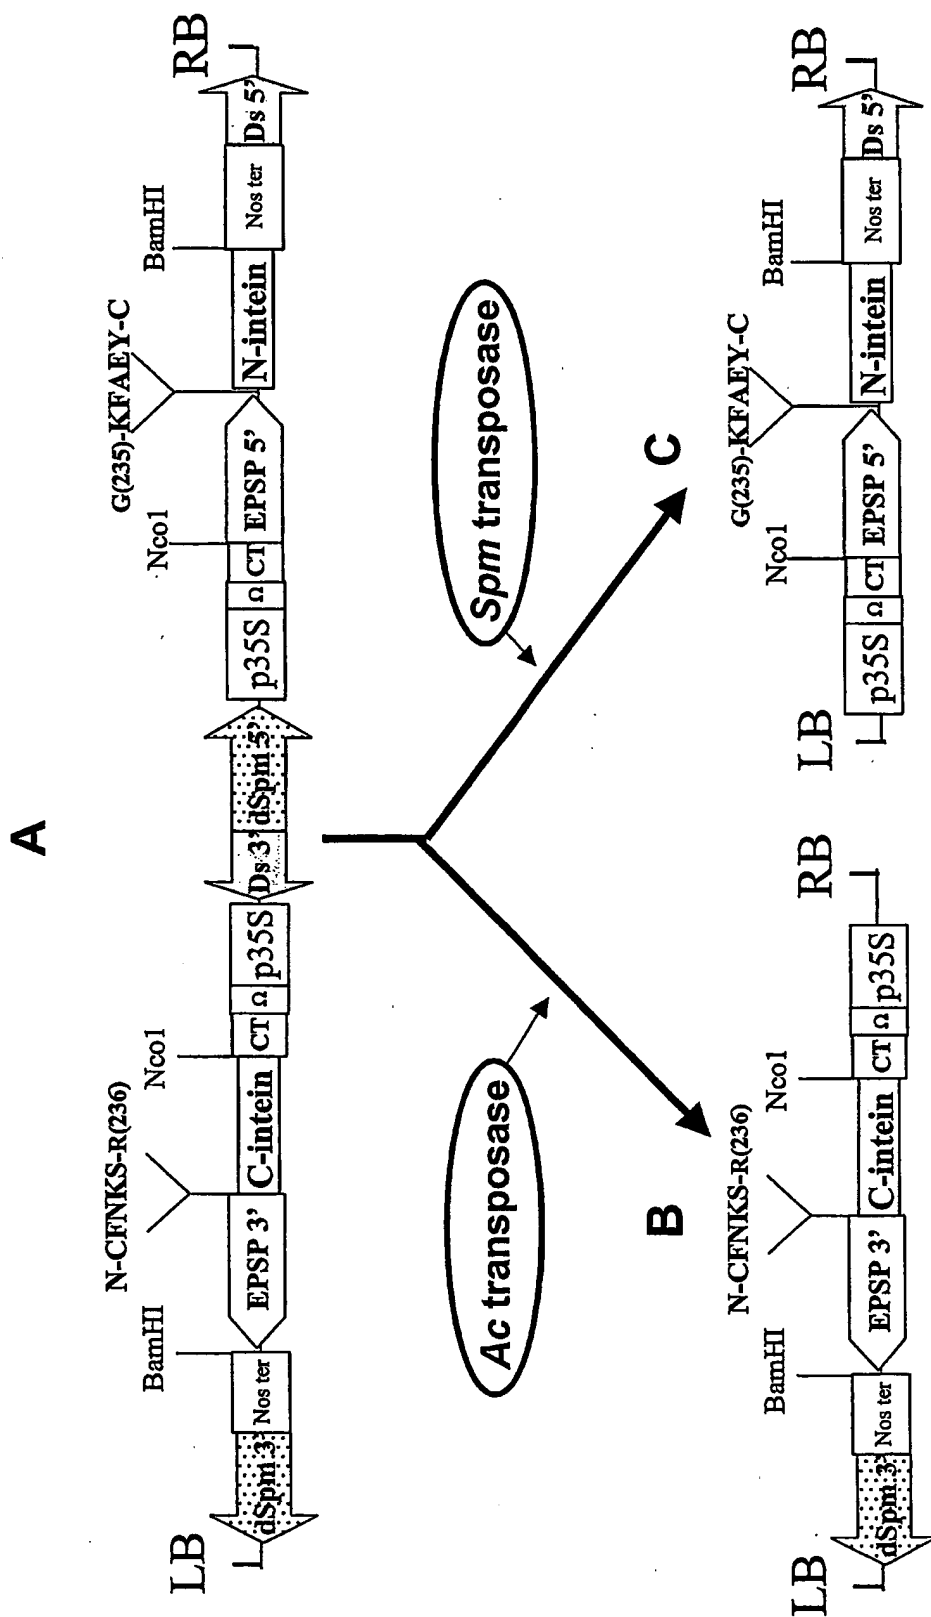 A
LB
dSpm 3'
Nos ter
BamHI
EPSP 3'
N-CFNKS-R(236)
C-intein
Nco1
CT
Ω
p35S
Ds 3'
dSpm 5'
p35S
Ω
CT
Nco1
EPSP 5'
G(235)-KFAEY-C
N-intein
BamHI
Nos ter
Ds 5'
RB
Ac transposase
Spm transposase
B
LB
dSpm 3'
Nos ter
BamHI
EPSP 3'
N-CFNKS-R(236)
C-intein
Nco1
CT
Ω
p35S
RB
C
LB
p35S
Ω
CT
Nco1
EPSP 5'
G(235)-KFAEY-C
N-intein
BamHI
Nos ter
Ds 5'
RB